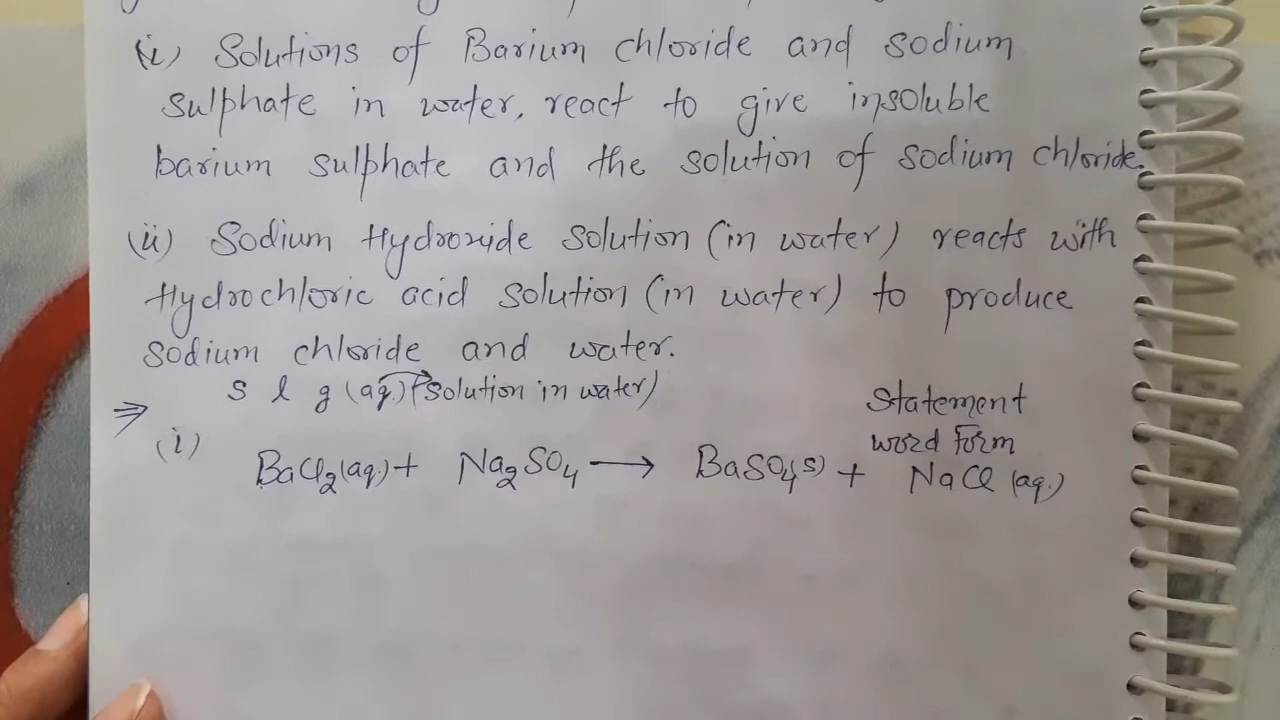 (i) Solutions of Barium chloride and sodium
sulphate in water, react to give insoluble
barium sulphate and the solution of sodium chloride.
(ii) Sodium Hydroxide solution (in water) reacts with
Hydrochloric acid solution (in water) to produce
sodium chloride and water.
s l g (aq.) (solution in water)
Statement
word form
⇒ (i) BaCl₂(aq) + Na₂SO₄ → BaSO₄(s) + NaCl (aq.)